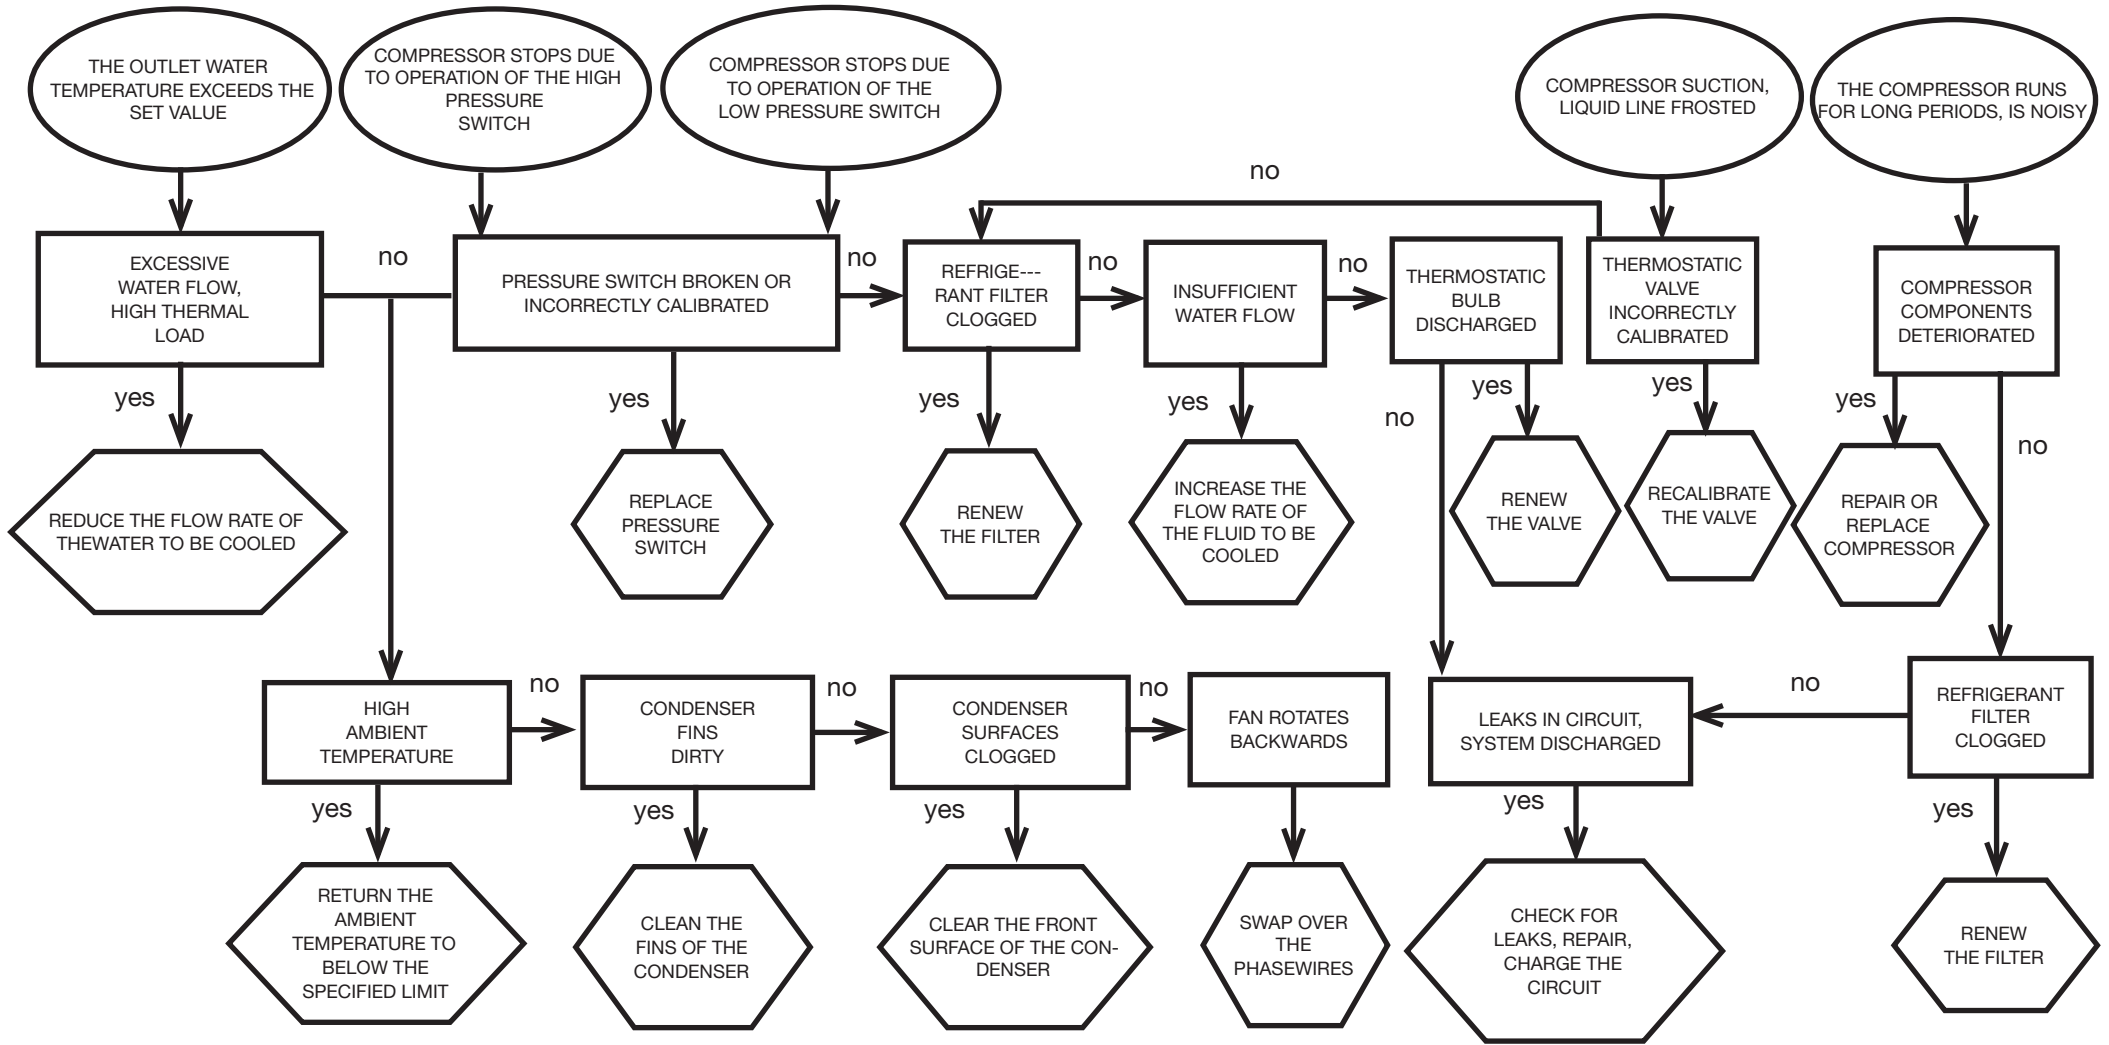 THE OUTLET WATER
TEMPERATURE EXCEEDS THE
SET VALUE
COMPRESSOR STOPS DUE
TO OPERATION OF THE HIGH
PRESSURE
SWITCH
COMPRESSOR STOPS DUE
TO OPERATION OF THE
LOW PRESSURE SWITCH
COMPRESSOR SUCTION,
LIQUID LINE FROSTED
THE COMPRESSOR RUNS
FOR LONG PERIODS, IS NOISY
no
EXCESSIVE
WATER FLOW,
HIGH THERMAL
LOAD
no
PRESSURE SWITCH BROKEN OR
INCORRECTLY CALIBRATED
no
REFRIGE---
RANT FILTER
CLOGGED
no
INSUFFICIENT
WATER FLOW
no
THERMOSTATIC
BULB
DISCHARGED
THERMOSTATIC
VALVE
INCORRECTLY
CALIBRATED
COMPRESSOR
COMPONENTS
DETERIORATED
yes
yes
yes
yes
no
yes
yes
yes
no
REDUCE THE FLOW RATE OF
THEWATER TO BE COOLED
REPLACE
PRESSURE
SWITCH
RENEW
THE FILTER
INCREASE THE
FLOW RATE OF
THE FLUID TO BE
COOLED
RENEW
THE VALVE
RECALIBRATE
THE VALVE
REPAIR OR
REPLACE
COMPRESSOR
HIGH
AMBIENT
TEMPERATURE
no
CONDENSER
FINS
DIRTY
no
CONDENSER
SURFACES
CLOGGED
no
FAN ROTATES
BACKWARDS
LEAKS IN CIRCUIT,
SYSTEM DISCHARGED
no
REFRIGERANT
FILTER
CLOGGED
yes
yes
yes
yes
yes
RETURN THE
AMBIENT
TEMPERATURE TO
BELOW THE
SPECIFIED LIMIT
CLEAN THE
FINS OF THE
CONDENSER
CLEAR THE FRONT
SURFACE OF THE CON-
DENSER
SWAP OVER
THE
PHASEWIRES
CHECK FOR
LEAKS, REPAIR,
CHARGE THE
CIRCUIT
RENEW
THE FILTER